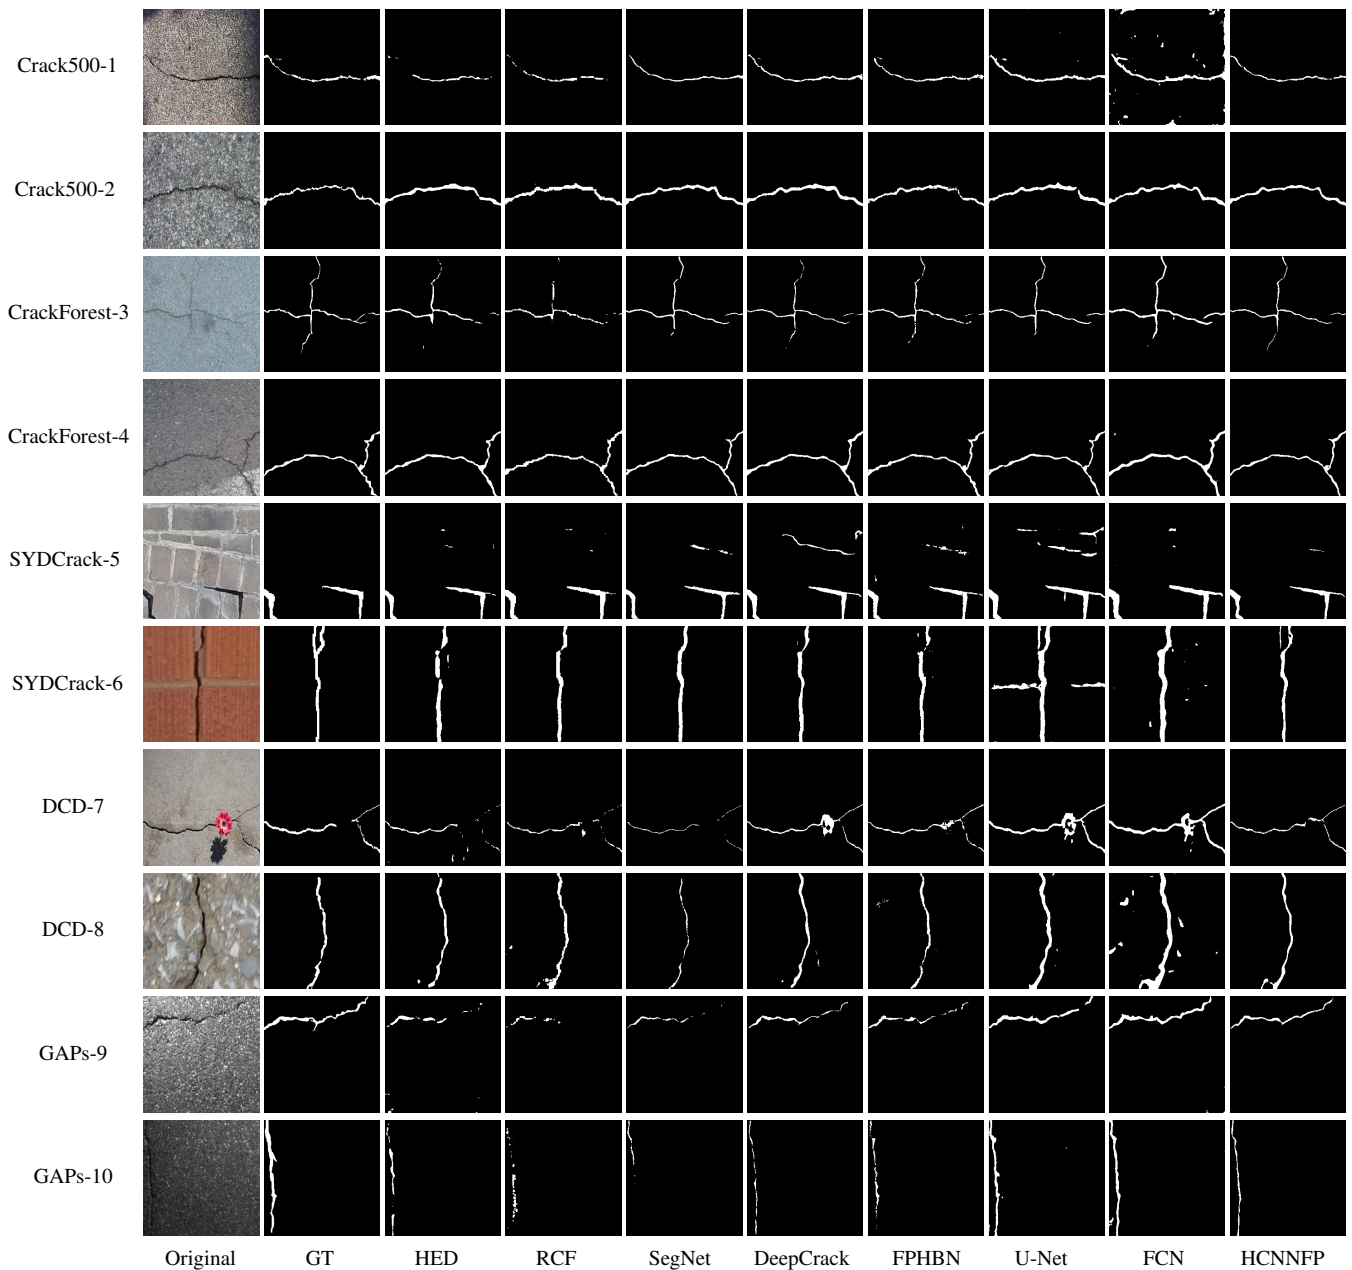 Crack500-1
Crack500-2
CrackForest-3
CrackForest-4
SYDCrack-5
SYDCrack-6
DCD-7
DCD-8
GAPs-9
GAPs-10
Original GT HED RCF SegNet DeepCrack FPHBN U-Net FCN HCNNFP